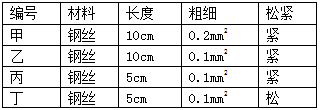 编号 材料 长度 粗细 松紧
甲 钢丝 10cm 0.2mm² 紧
乙 钢丝 10cm 0.1mm² 紧
丙 钢丝 5cm 0.1mm² 紧
丁 钢丝 5cm 0.1mm² 松